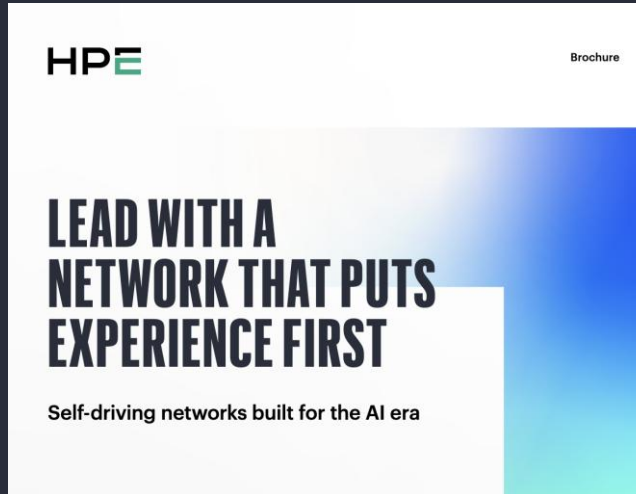 HPE
Brochure
LEAD WITH A
NETWORK THAT PUTS
EXPERIENCE FIRST
Self-driving networks built for the AI era